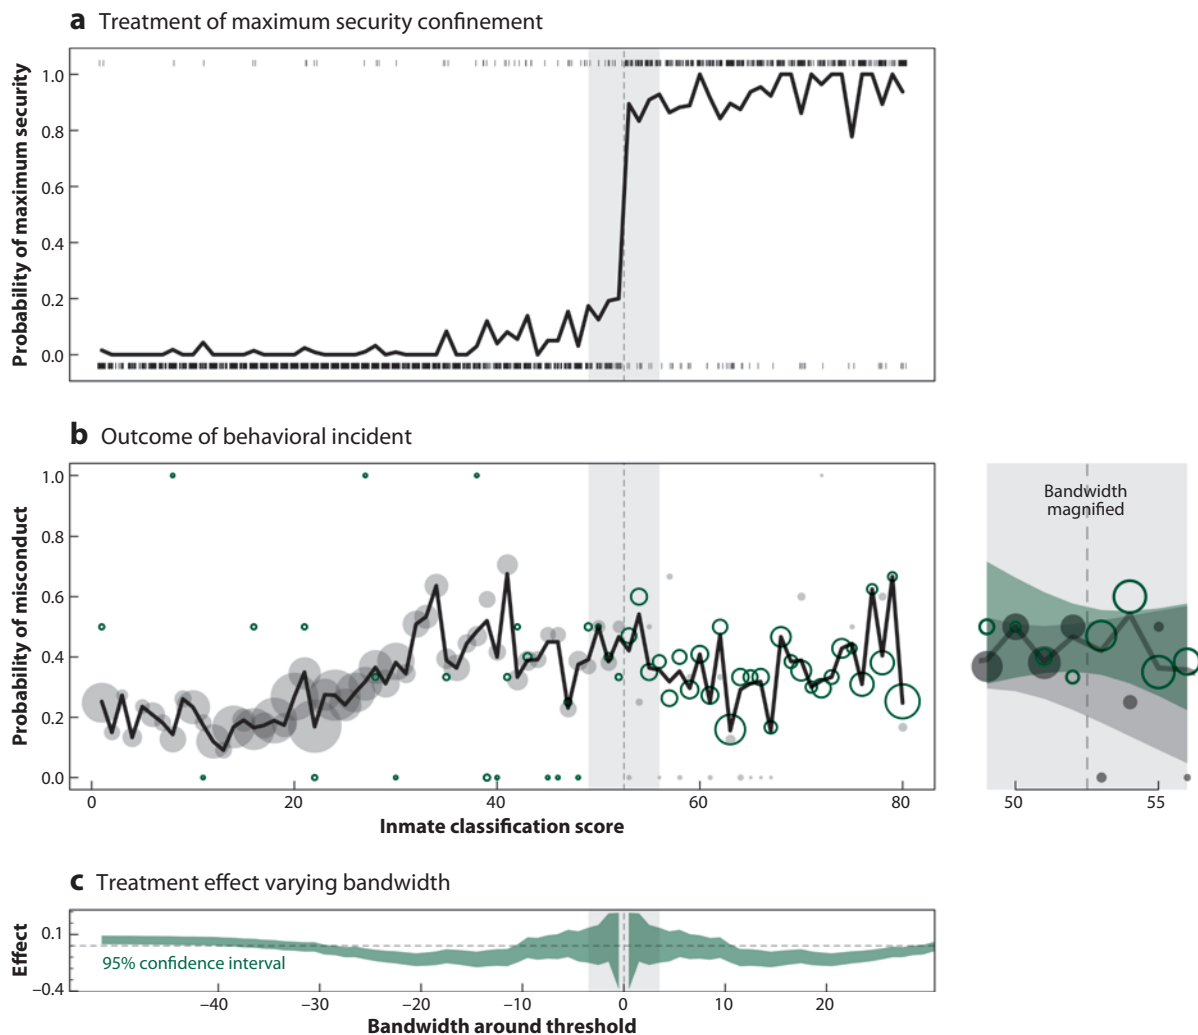 a Treatment of maximum security confinement
Probability of maximum security
1.0
0.8
0.6
0.4
0.2
0.0
b Outcome of behavioral incident
Probability of misconduct
1.0
0.8
0.6
0.4
0.2
0.0
0 20 40 60 80
Inmate classification score
Bandwidth
magnified
50 55
c Treatment effect varying bandwidth
Effect
0.1
–0.4
95% confidence interval
–40 –30 –20 –10 0 10 20
Bandwidth around threshold